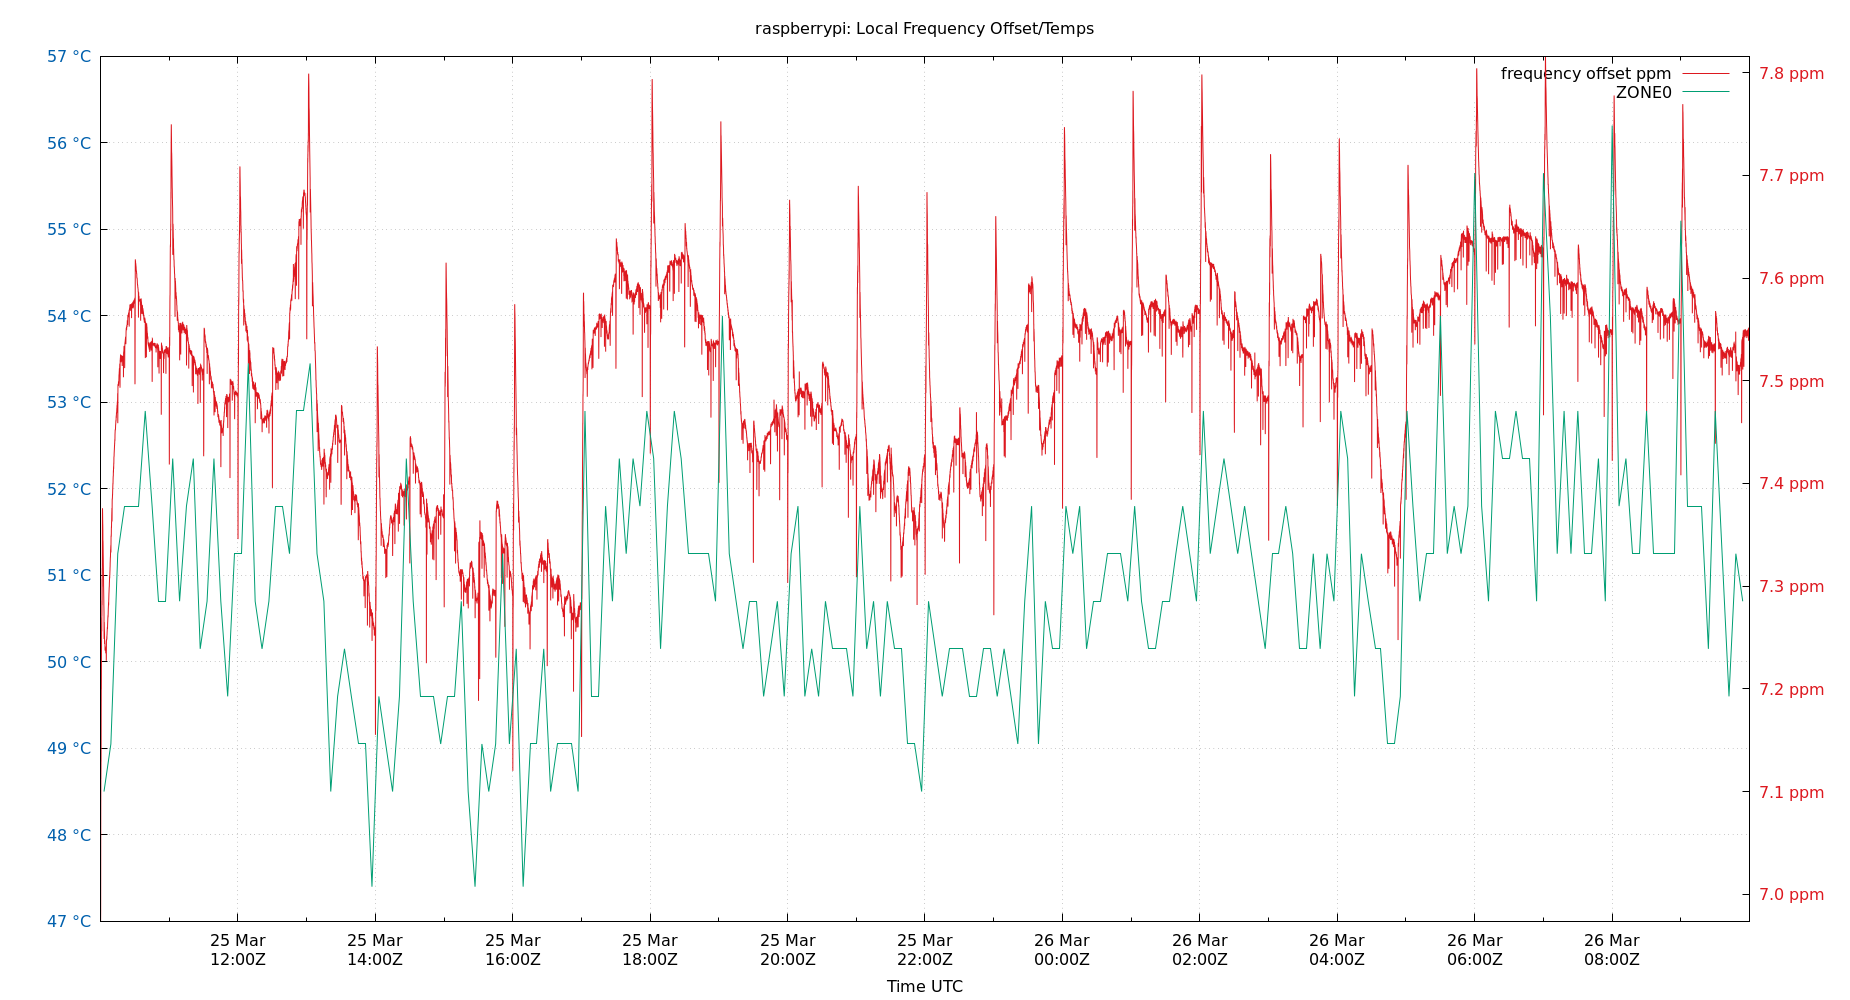 raspberrypi: Local Frequency Offset/Temps
57 °C
56 °C
55 °C
54 °C
53 °C
52 °C
51 °C
50 °C
49 °C
48 °C
47 °C
frequency offset ppm
ZONE0
7.8 ppm
7.7 ppm
7.6 ppm
7.5 ppm
7.4 ppm
7.3 ppm
7.2 ppm
7.1 ppm
7.0 ppm
25 Mar
12:00Z
25 Mar
14:00Z
25 Mar
16:00Z
25 Mar
18:00Z
25 Mar
20:00Z
25 Mar
22:00Z
26 Mar
00:00Z
26 Mar
02:00Z
26 Mar
04:00Z
26 Mar
06:00Z
26 Mar
08:00Z
Time UTC